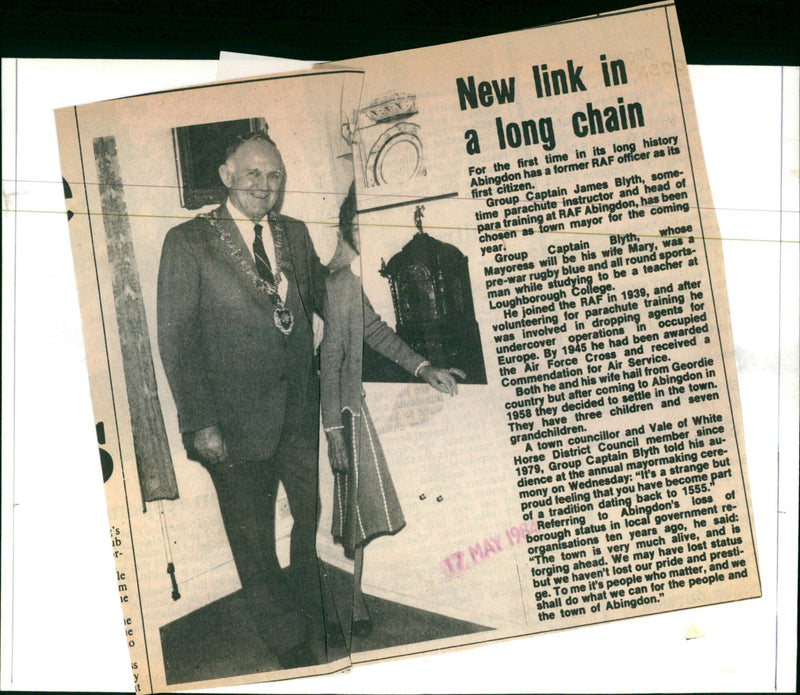 New link in
a long chain
For the first time in its long history
Abingdon has a former RAF officer as its
first citizen.
Group Captain James Blyth, some-
time parachute instructor and head of
para training at RAF Abingdon, has been
chosen as town mayor for the coming
year.
Group Captain Blyth, whose
Mayoress will be his wife Mary, was a
pre-war rugby blue and all round sports-
man while studying to be a teacher at
Loughborough College.
He joined the RAF in 1939, and after
volunteering for parachute training he
was involved in dropping agents for
undercover operations in occupied
Europe. By 1945 he had been awarded
the Air Force Cross and received a
Commendation for Air Service.
Both he and his wife hail from Geordie
country but after coming to Abingdon in
1958 they decided to settle in the town.
They have three children and seven
grandchildren.
A town councillor and Vale of White
Horse District Council member since
1979, Group Captain Blyth told his au-
dience at the annual mayormaking cere-
mony on Wednesday: "It's a strange but
proud feeling that you have become part
of a tradition dating back to 1555."
Referring to Abingdon's loss of
borough status in local government re-
organisations ten years ago, he said:
"The town is very much alive, and is
forging ahead. We may have lost status
but we haven't lost our pride and presti-
ge. To me it's people who matter, and we
shall do what we can for the people and
the town of Abingdon."
17 MAY 1984